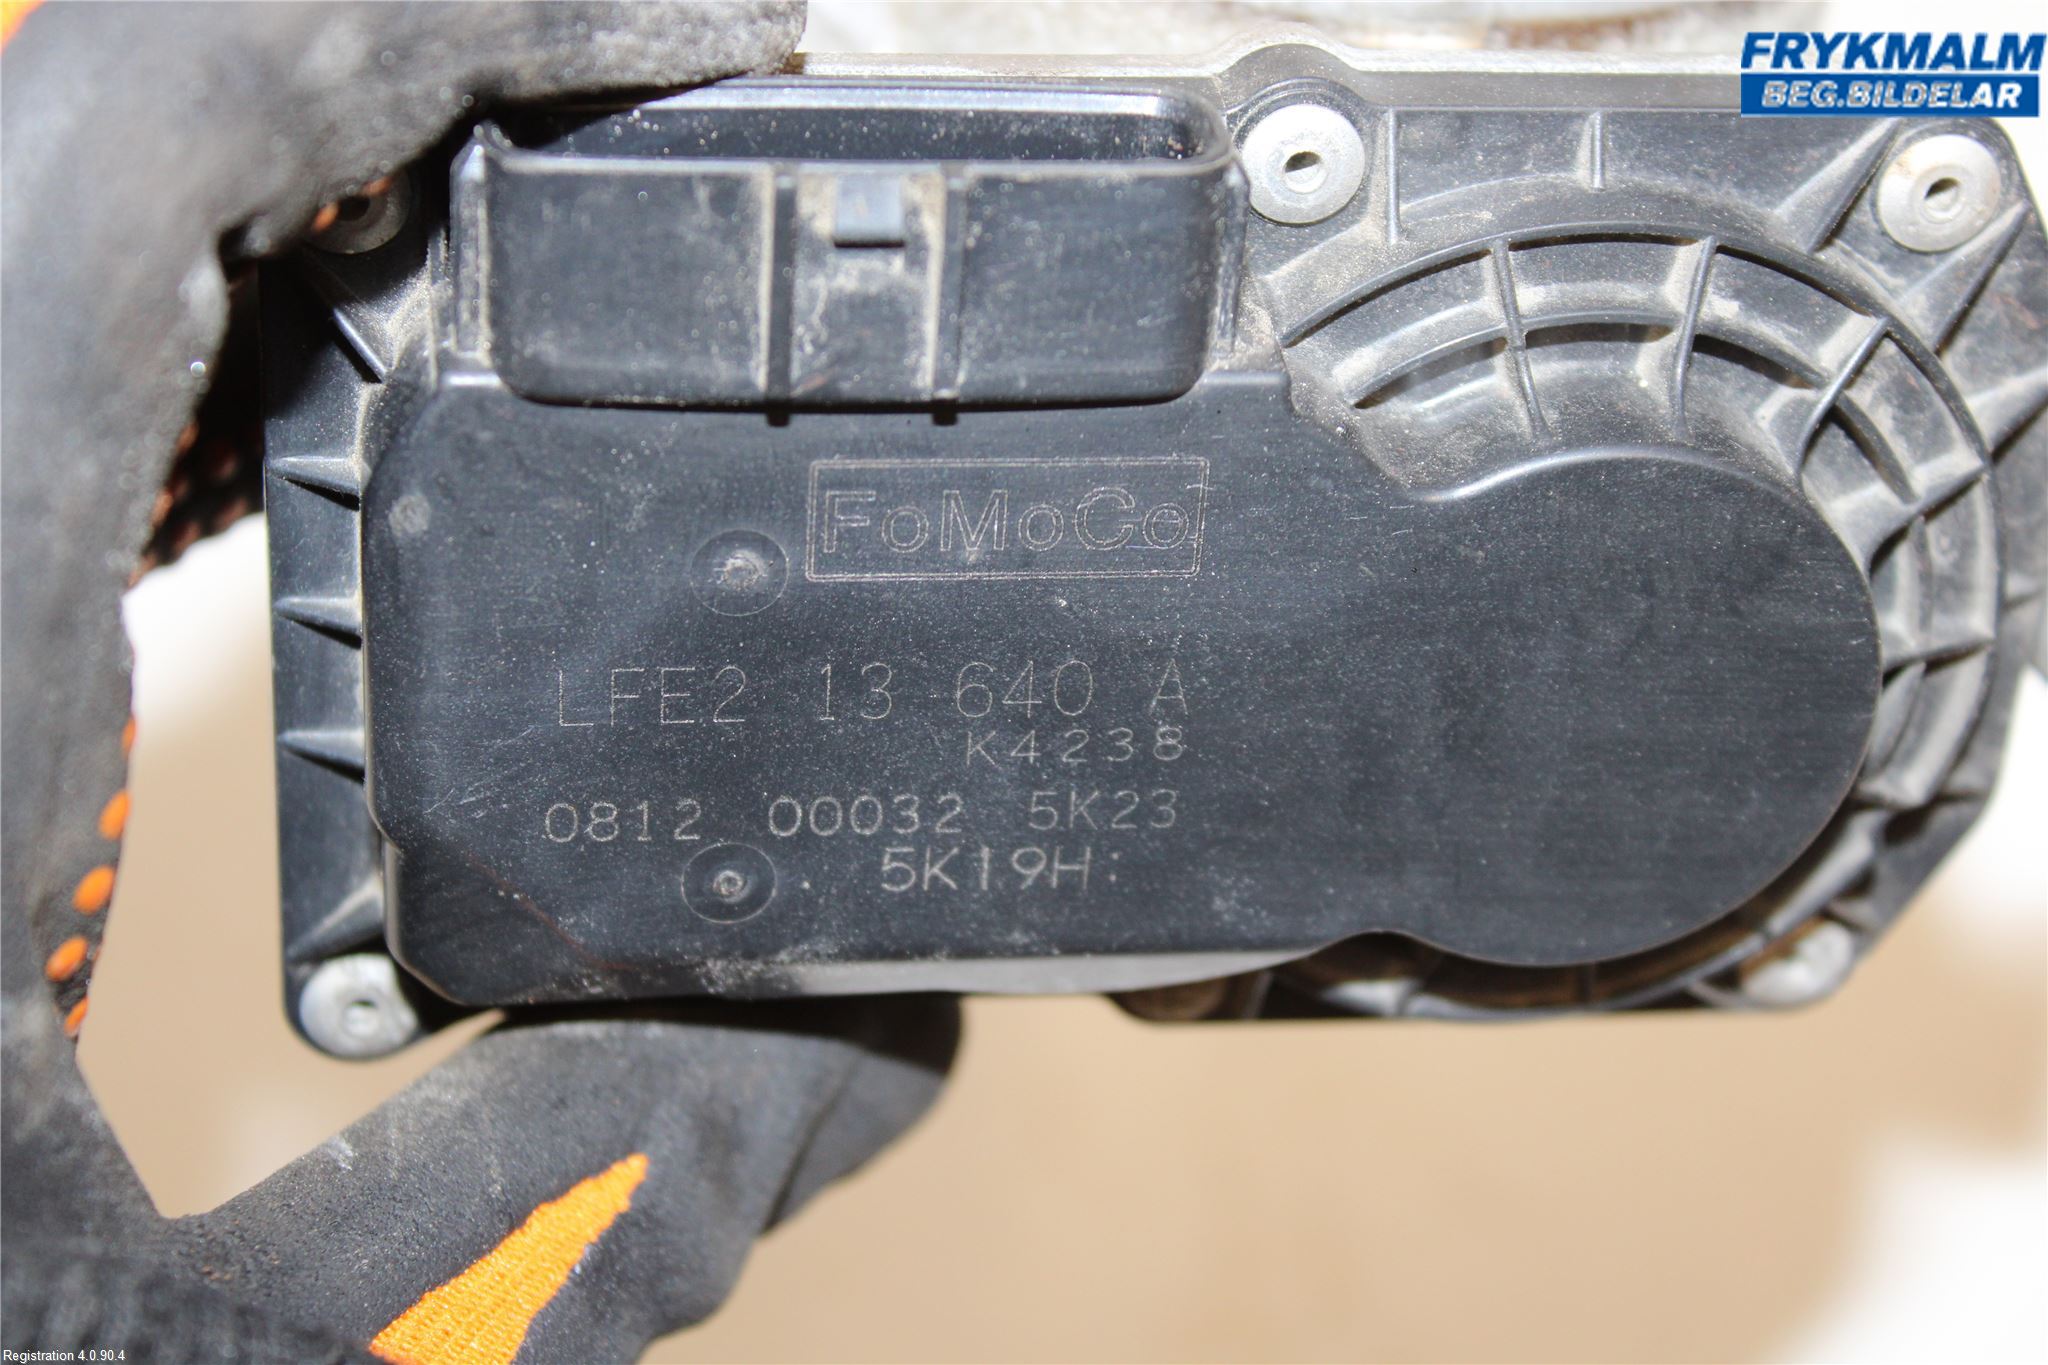 FRYKMALM
BEG.BILDELAR
FoMoCo
LFE2 13 640 A
K4238
0812 00032 5K23
5K19H
Registration 4.0.90.4